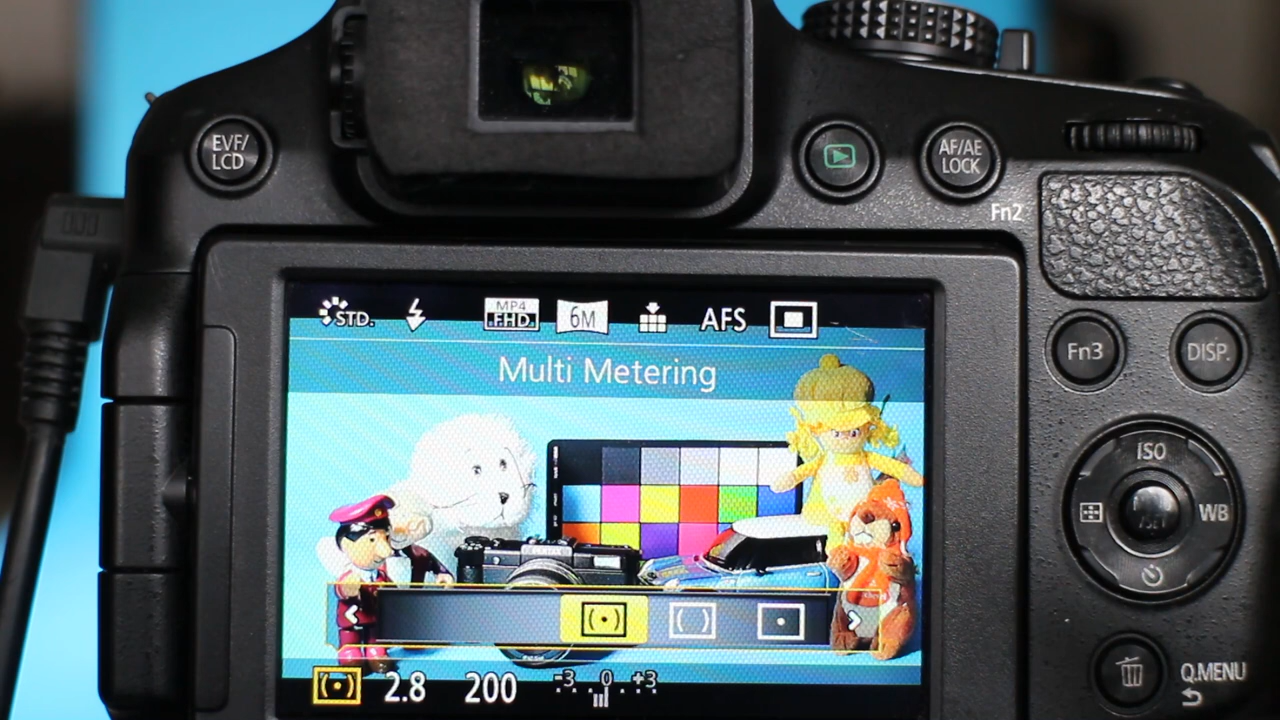 EVF/
LCD
AF/AE
LOCK
Fn2
STD.
MP4
FHD
6M
AFS
Multi Metering
Fn3
DISP.
ISO
WB
PENTAX
2.8
200
-3 0 +3
Q.MENU